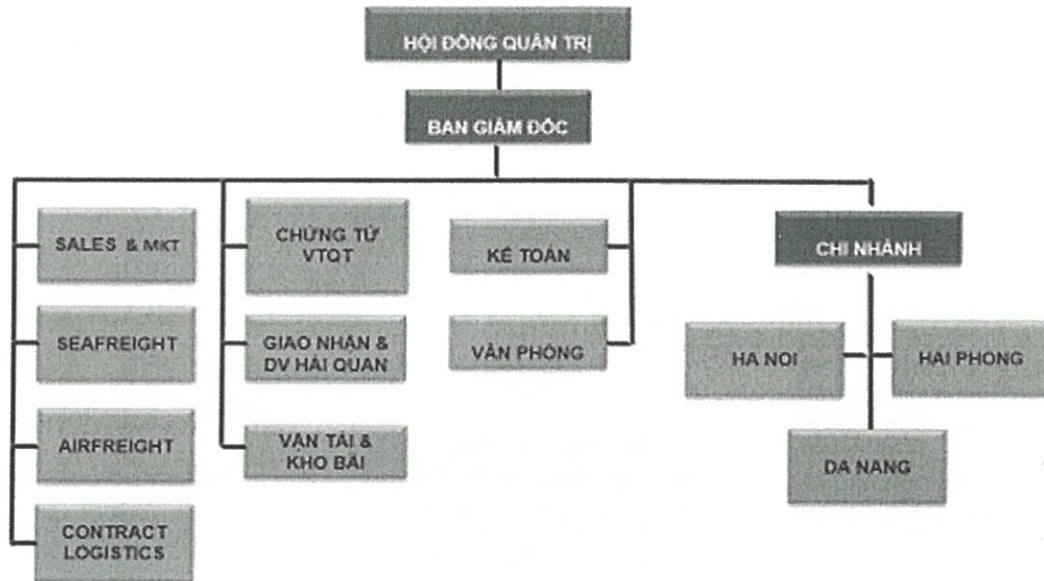 HỘI ĐỒNG QUẢN TRỊ
BAN GIÁM ĐỐC
SALES & MKT
SEAFREIGHT
AIRFREIGHT
CONTRACT
LOGISTICS
CHỨNG TỪ
VTQT
GIAO NHẬN &
DV HẢI QUAN
VẬN TẢI &
KHO BÃI
KẾ TOÁN
VĂN PHÒNG
CHI NHÁNH
HA NOI
HAI PHONG
DA NANG